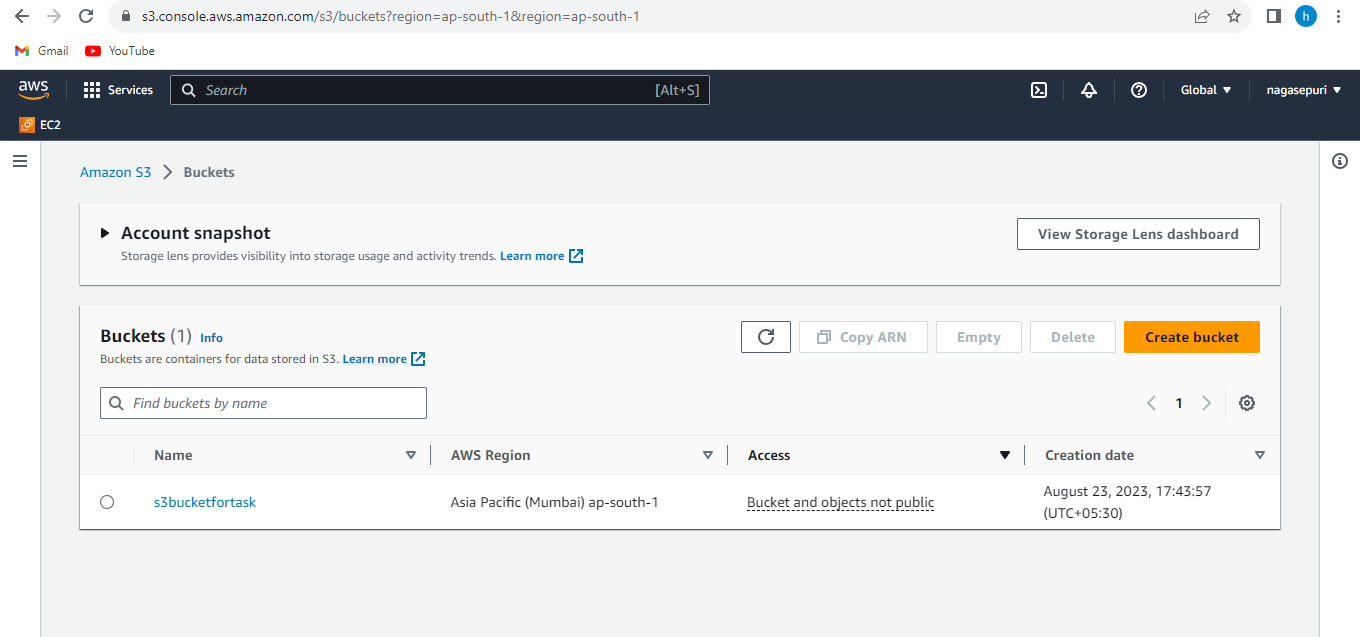 s3.console.aws.amazon.com/s3/buckets?region=ap-south-1&region=ap-south-1
h
Gmail YouTube
aws Services Search [Alt+S] Global nagasepuri
EC2
Amazon S3 Buckets
Account snapshot
View Storage Lens dashboard
Storage lens provides visibility into storage usage and activity trends. Learn more
Buckets (1) Info
Copy ARN Empty Delete Create bucket
Buckets are containers for data stored in S3. Learn more
Find buckets by name
1
Name AWS Region Access Creation date
s3bucketfortask Asia Pacific (Mumbai) ap-south-1 Bucket and objects not public August 23, 2023, 17:43:57
(UTC+05:30)